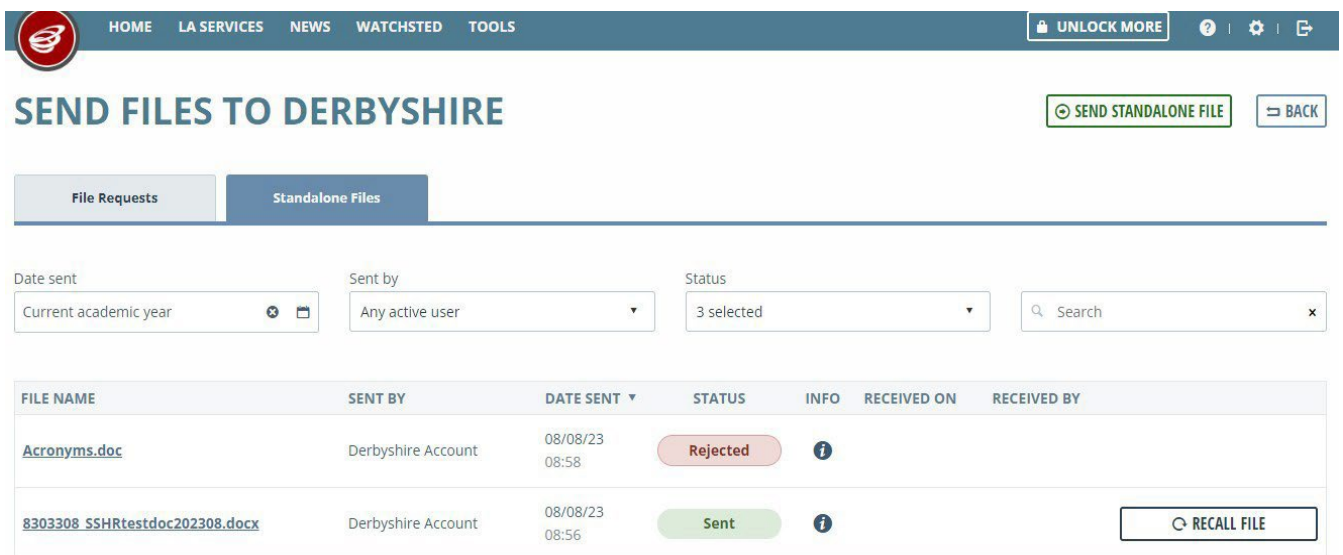 HOME LA SERVICES NEWS WATCHSTED TOOLS UNLOCK MORE
SEND FILES TO DERBYSHIRE
SEND STANDALONE FILE BACK
File Requests Standalone Files
Date sent Sent by Status
Current academic year Any active user 3 selected Search
FILE NAME SENT BY DATE SENT STATUS INFO RECEIVED ON RECEIVED BY
Acronyms.doc Derbyshire Account 08/08/23 08:58 Rejected
8303308_SSHRtestdoc202308.docx Derbyshire Account 08/08/23 08:56 Sent RECALL FILE